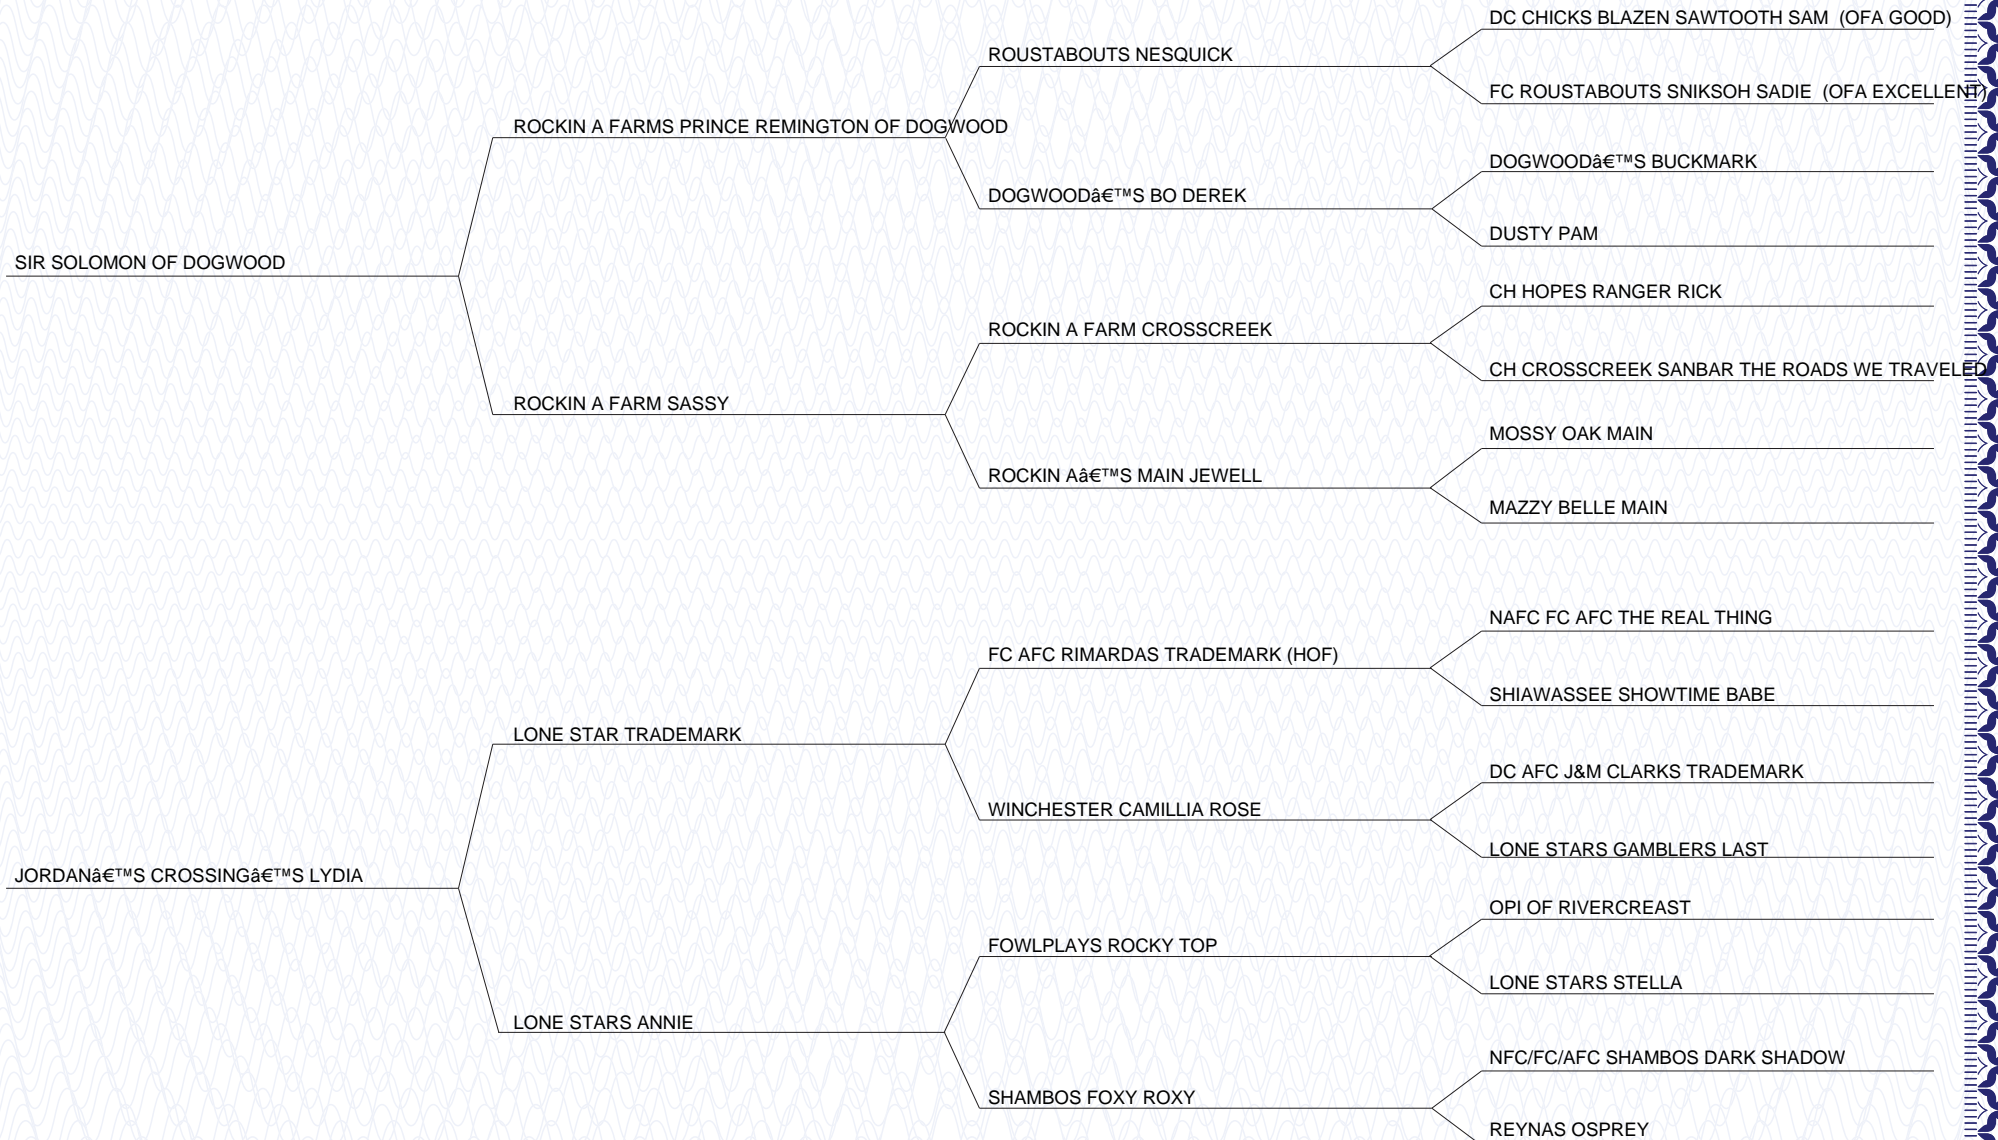 DC CHICKS BLAZEN SAWTOOTH SAM  (OFA GOOD)
ROUSTABOUTS NESQUICK
FC ROUSTABOUTS SNIKSOH SADIE  (OFA EXCELLENT)
ROCKIN A FARMS PRINCE REMINGTON OF DOGWOOD
DOGWOODâ€™S BUCKMARK
DOGWOODâ€™S BO DEREK
DUSTY PAM
SIR SOLOMON OF DOGWOOD
CH HOPES RANGER RICK
ROCKIN A FARM CROSSCREEK
CH CROSSCREEK SANBAR THE ROADS WE TRAVELED
ROCKIN A FARM SASSY
MOSSY OAK MAIN
ROCKIN Aâ€™S MAIN JEWELL
MAZZY BELLE MAIN
NAFC FC AFC THE REAL THING
FC AFC RIMARDAS TRADEMARK (HOF)
SHIAWASSEE SHOWTIME BABE
LONE STAR TRADEMARK
DC AFC J&M CLARKS TRADEMARK
WINCHESTER CAMILLIA ROSE
LONE STARS GAMBLERS LAST
JORDANâ€™S CROSSINGâ€™S LYDIA
OPI OF RIVERCREAST
FOWLPLAYS ROCKY TOP
LONE STARS STELLA
LONE STARS ANNIE
NFC/FC/AFC SHAMBOS DARK SHADOW
SHAMBOS FOXY ROXY
REYNAS OSPREY